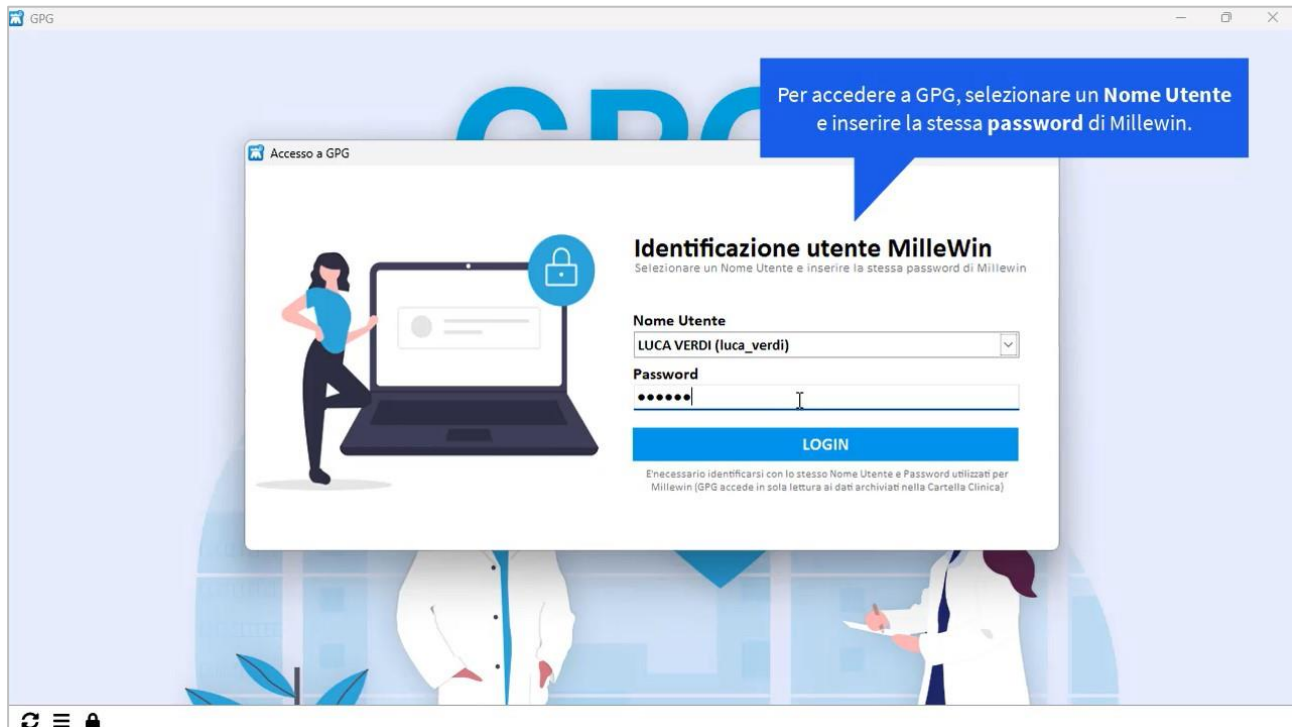 GPG
Per accedere a GPG, selezionare un Nome Utente
e inserire la stessa password di Millewin.
GPG
Accesso a GPG
Identificazione utente MilleWin
Selezionare un Nome Utente e inserire la stessa password di Millewin
Nome Utente
LUCA VERDI (luca_verdi)
Password
••••••
LOGIN
E'necessario identificarsi con lo stesso Nome Utente e Password utilizzati per
Millewin (GPG accede in sola lettura ai dati archiviati nella Cartella Clinica)